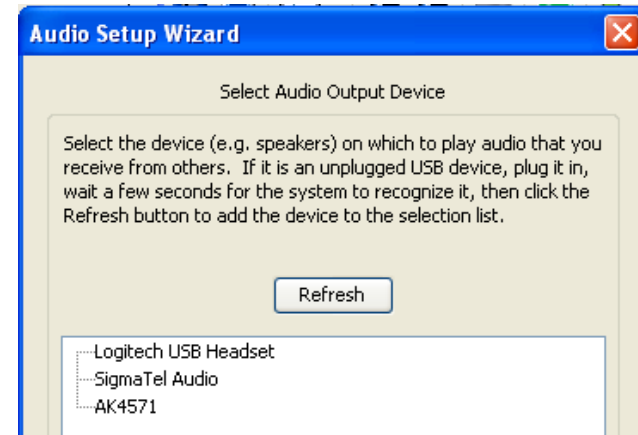 Audio Setup Wizard
Select Audio Output Device
Select the device (e.g. speakers) on which to play audio that you
receive from others. If it is an unplugged USB device, plug it in,
wait a few seconds for the system to recognize it, then click the
Refresh button to add the device to the selection list.
Refresh
Logitech USB Headset
SigmaTel Audio
AK4571